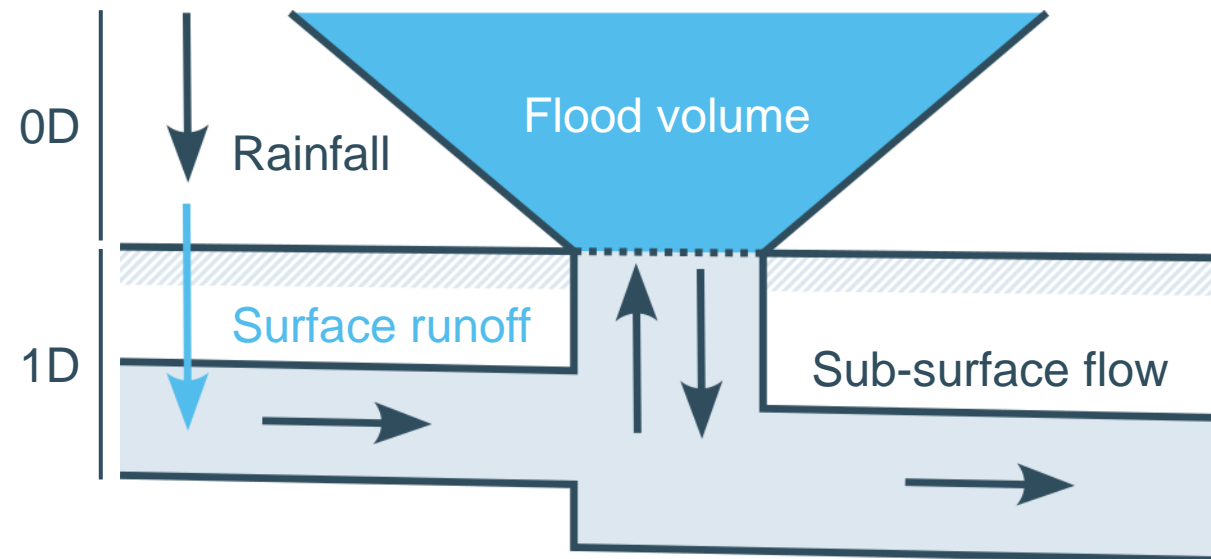 0D
Rainfall
Flood volume
1D
Surface runoff
Sub-surface flow